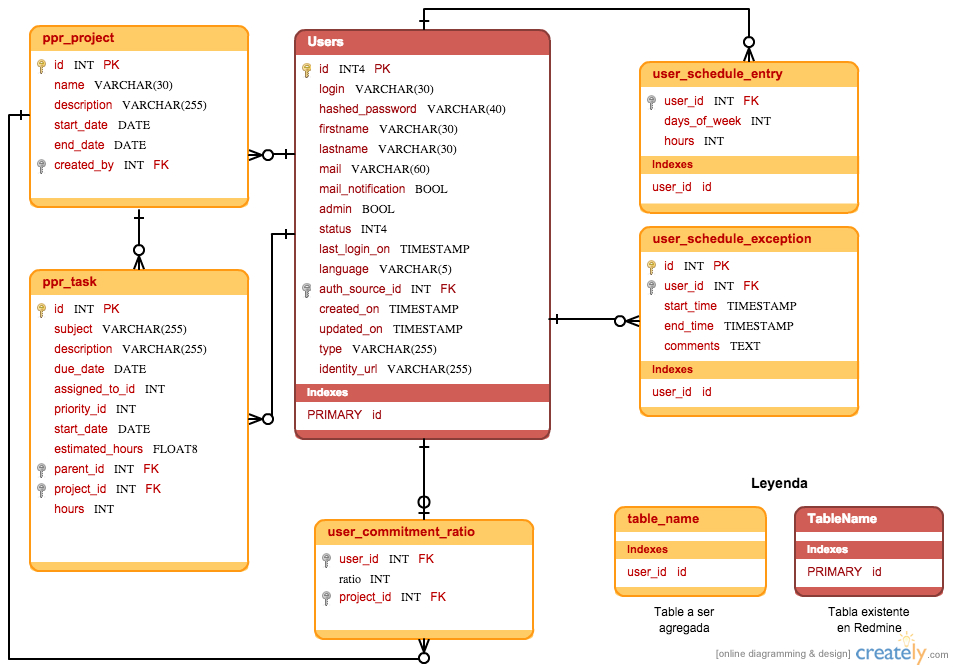 ppr_project
id INT PK
name VARCHAR(30)
description VARCHAR(255)
start_date DATE
end_date DATE
created_by INT FK
ppr_task
id INT PK
subject VARCHAR(255)
description VARCHAR(255)
due_date DATE
assigned_to_id INT
priority_id INT
start_date DATE
estimated_hours FLOAT8
parent_id INT FK
project_id INT FK
hours INT
Users
id INT4 PK
login VARCHAR(30)
hashed_password VARCHAR(40)
firstname VARCHAR(30)
lastname VARCHAR(30)
mail VARCHAR(60)
mail_notification BOOL
admin BOOL
status INT4
last_login_on TIMESTAMP
language VARCHAR(5)
auth_source_id INT FK
created_on TIMESTAMP
updated_on TIMESTAMP
type VARCHAR(255)
identity_url VARCHAR(255)
Indexes
PRIMARY id
user_commitment_ratio
user_id INT FK
ratio INT
project_id INT FK
user_schedule_entry
user_id INT FK
days_of_week INT
hours INT
Indexes
user_id id
user_schedule_exception
id INT PK
user_id INT FK
start_time TIMESTAMP
end_time TIMESTAMP
comments TEXT
Indexes
user_id id
Leyenda
table_name
Indexes
user_id id
Table a ser
agregada
TableName
Indexes
PRIMARY id
Tabla existente
en Redmine
[online diagramming & design] creately.com